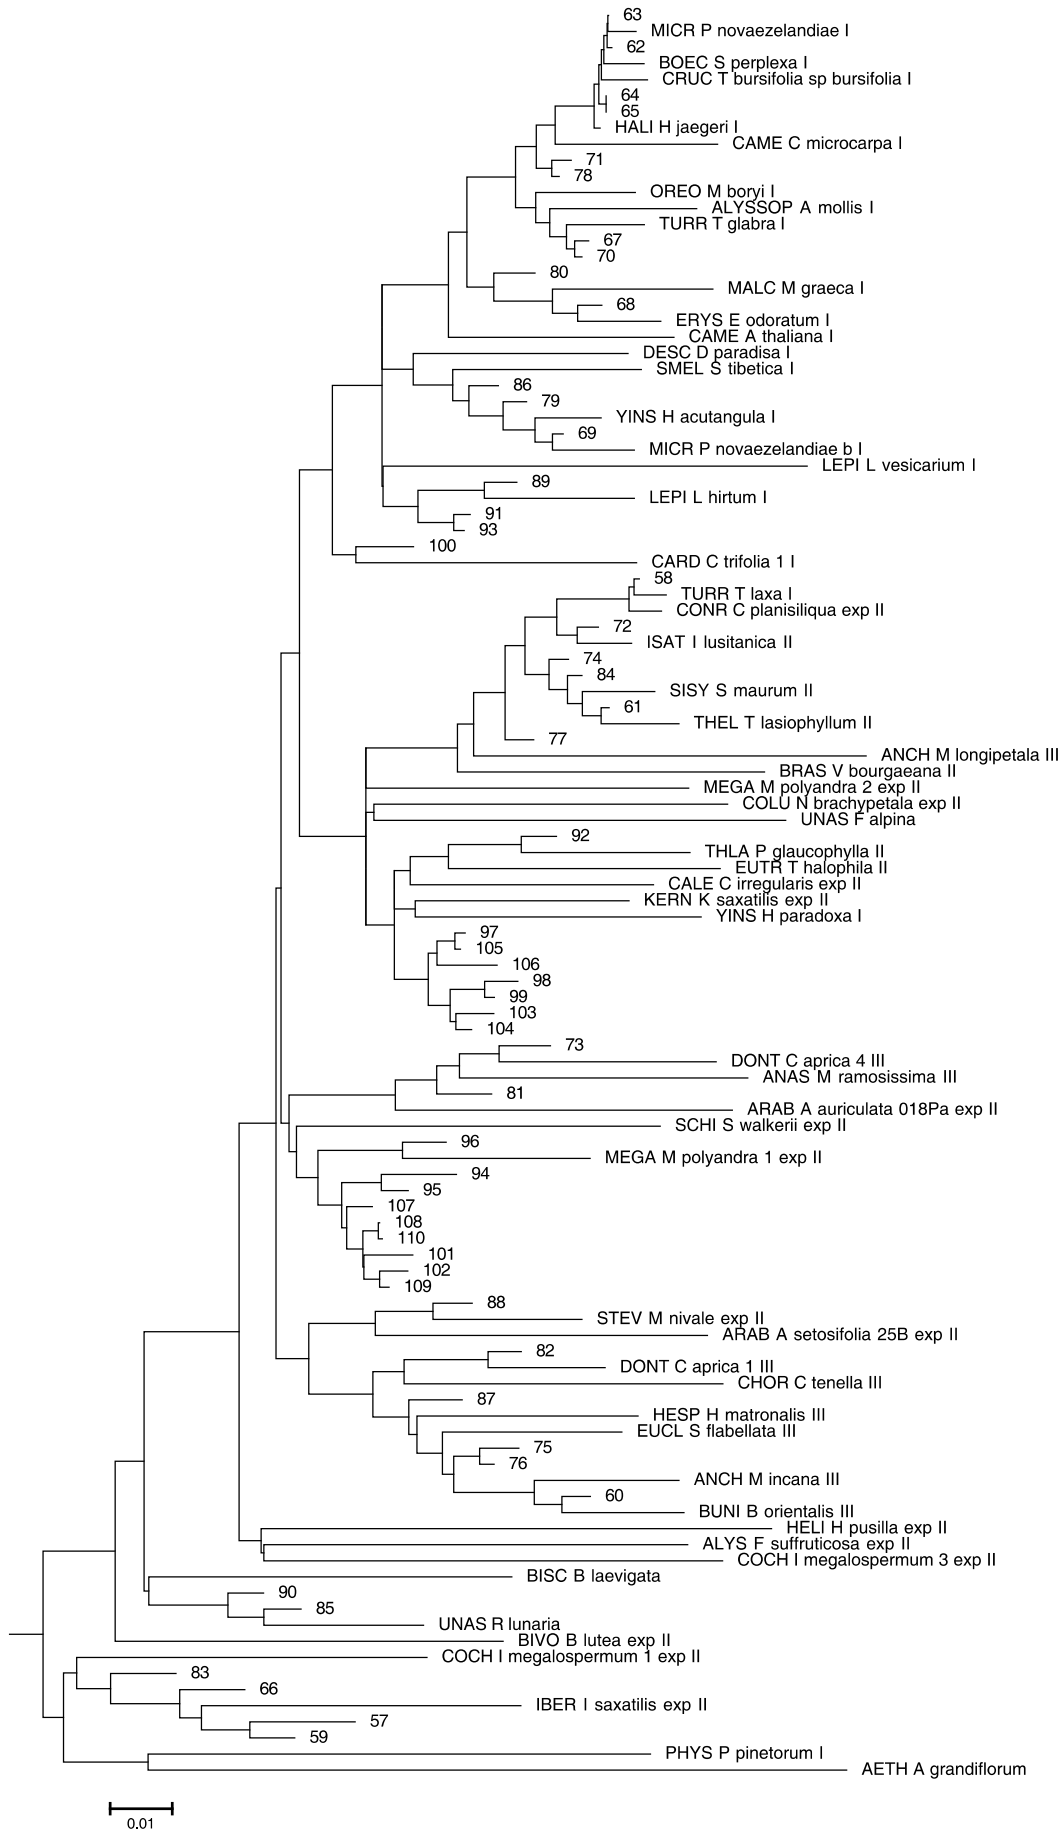 63
MICR P novaezelandiae I
62
BOEC S perplexa I
CRUC T bursifolia sp bursifolia I
64
65
HALI H jaegeri I
CAME C microcarpa I
71
78
OREO M boryi I
ALYSSOP A mollis I
TURR T glabra I
67
70
80
MALC M graeca I
68
ERYS E odoratum I
CAME A thaliana I
DESC D paradisa I
SMEL S tibetica I
86
79
YINS H acutangula I
69
MICR P novaezelandiae b I
LEPI L vesicarium I
89
LEPI L hirtum I
91
93
100
CARD C trifolia 1 I
58
TURR T laxa I
CONR C planisiliqua exp II
72
ISAT I lusitanica II
74
84
SISY S maurum II
61
THEL T lasiophyllum II
77
ANCH M longipetala III
BRAS V bourgaeana II
MEGA M polyandra 2 exp II
COLU N brachypetala exp II
UNAS F alpina
92
THLA P glaucophylla II
EUTR T halophila II
CALE C irregularis exp II
KERN K saxatilis exp II
YINS H paradoxa I
97
105
106
98
99
103
104
73
DONT C aprica 4 III
ANAS M ramosissima III
81
ARAB A auriculata 018Pa exp II
SCHI S walkerii exp II
96
MEGA M polyandra 1 exp II
94
95
107
108
110
101
102
109
88
STEV M nivale exp II
ARAB A setosifolia 25B exp II
82
DONT C aprica 1 III
CHOR C tenella III
87
HESP H matronalis III
EUCL S flabellata III
75
76
ANCH M incana III
60
BUNI B orientalis III
HELI H pusilla exp II
ALYS F suffruticosa exp II
COCH I megalospermum 3 exp II
BISC B laevigata
90
85
UNAS R lunaria
BIVO B lutea exp II
COCH I megalospermum 1 exp II
83
66
IBER I saxatilis exp II
57
59
PHYS P pinetorum I
AETH A grandiflorum
0.01